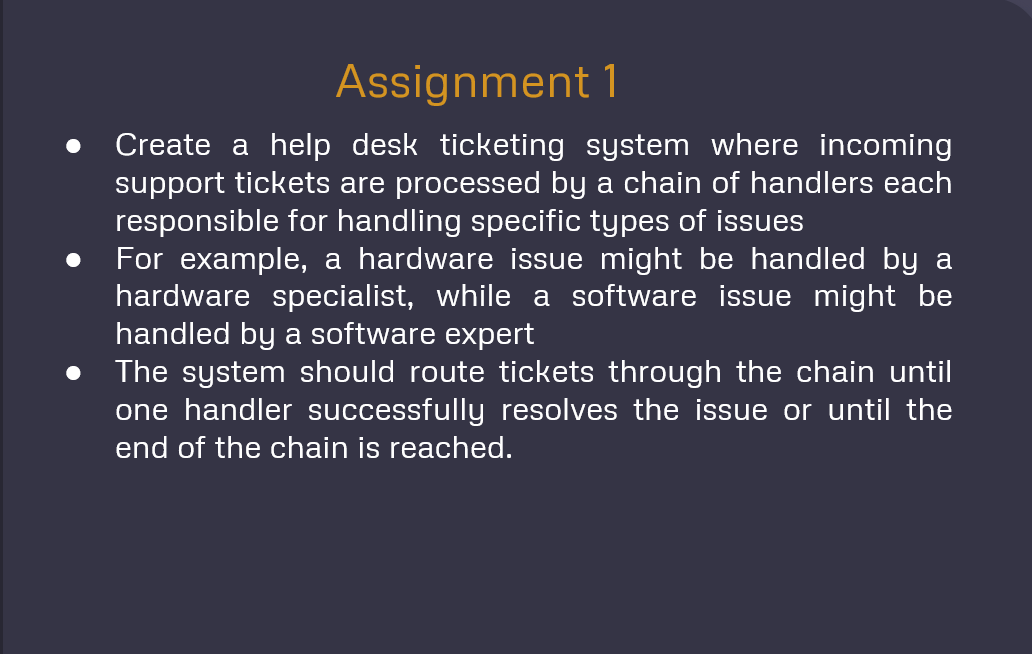 Assignment 1
● Create a help desk ticketing system where incoming
support tickets are processed by a chain of handlers each
responsible for handling specific types of issues
● For example, a hardware issue might be handled by a
hardware specialist, while a software issue might be
handled by a software expert
● The system should route tickets through the chain until
one handler successfully resolves the issue or until the
end of the chain is reached.